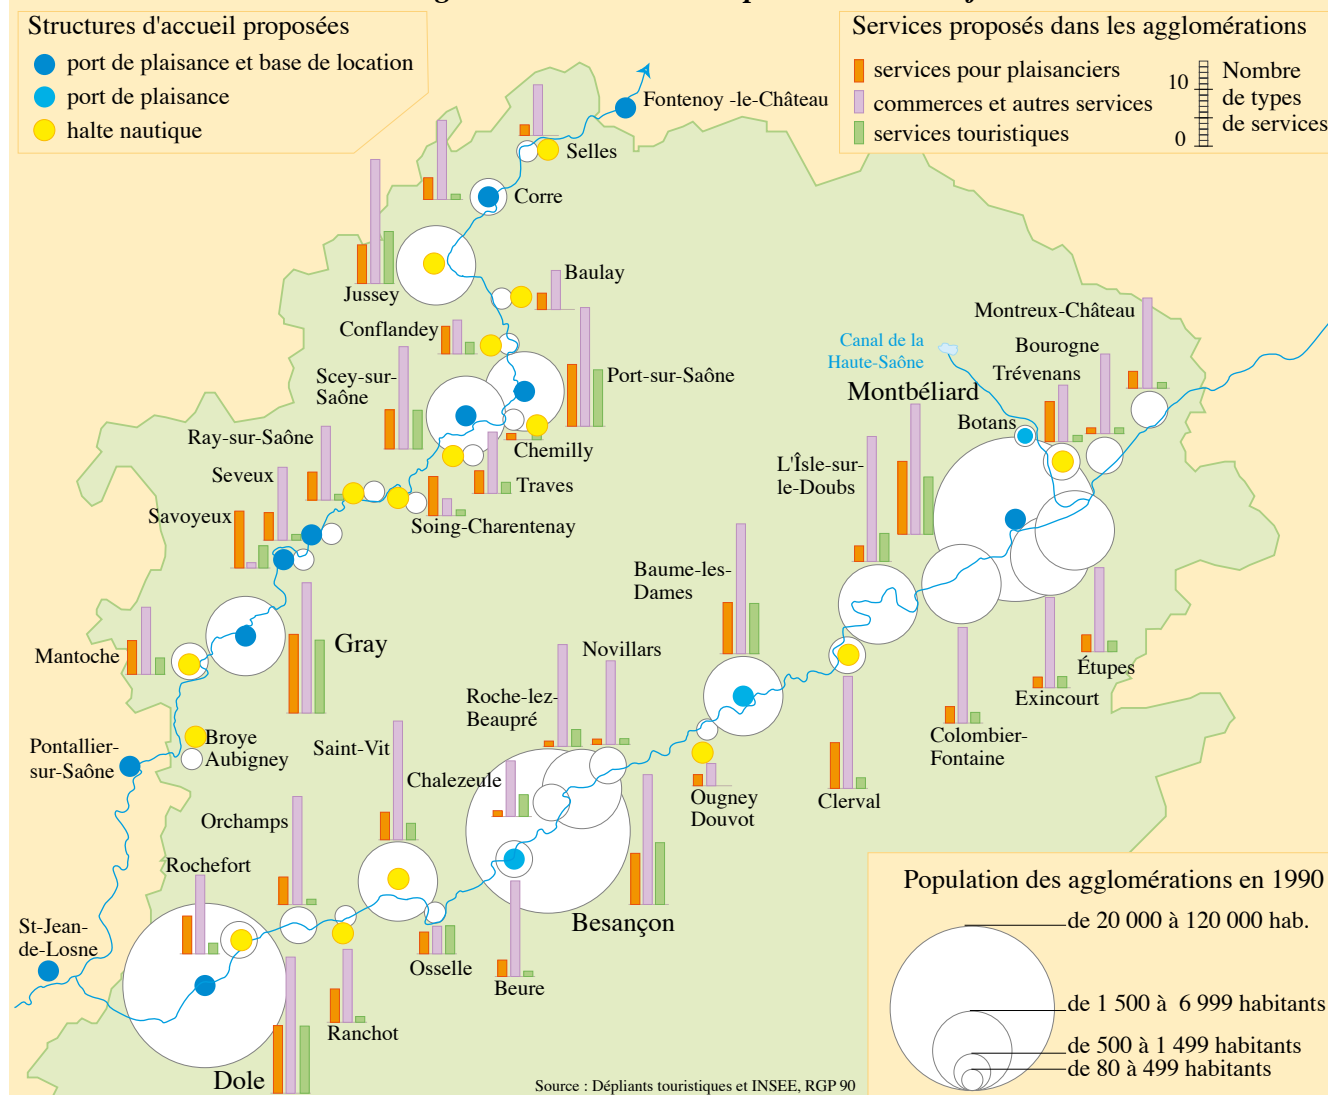 Structures d'accueil proposées
port de plaisance et base de location
port de plaisance
halte nautique
Services proposés dans les agglomérations
services pour plaisanciers
commerces et autres services
services touristiques
10
0
Nombre
de types
de services
Fontenoy -le-Château
Selles
Corre
Jussey
Baulay
Conflandey
Scey-sur-
Saône
Port-sur-Saône
Chemilly
Ray-sur-Saône
Traves
Seveux
Soing-Charentenay
Savoyeux
Gray
Mantoche
Broye
Aubigney
Pontallier-
sur-Saône
St-Jean-
de-Losne
Montreux-Château
Canal de la
Haute-Saône
Bourogne
Trévenans
Montbéliard
Botans
L'Îsle-sur-
le-Doubs
Baume-les-
Dames
Étupes
Exincourt
Colombier-
Fontaine
Clerval
Ougney
Douvot
Novillars
Roche-lez-
Beaupré
Chalezeule
Saint-Vit
Orchamps
Rochefort
Besançon
Beure
Osselle
Ranchot
Dole
Population des agglomérations en 1990
de 20 000 à 120 000 hab.
de 1 500 à 6 999 habitants
de 500 à 1 499 habitants
de 80 à 499 habitants
Source : Dépliants touristiques et INSEE, RGP 90